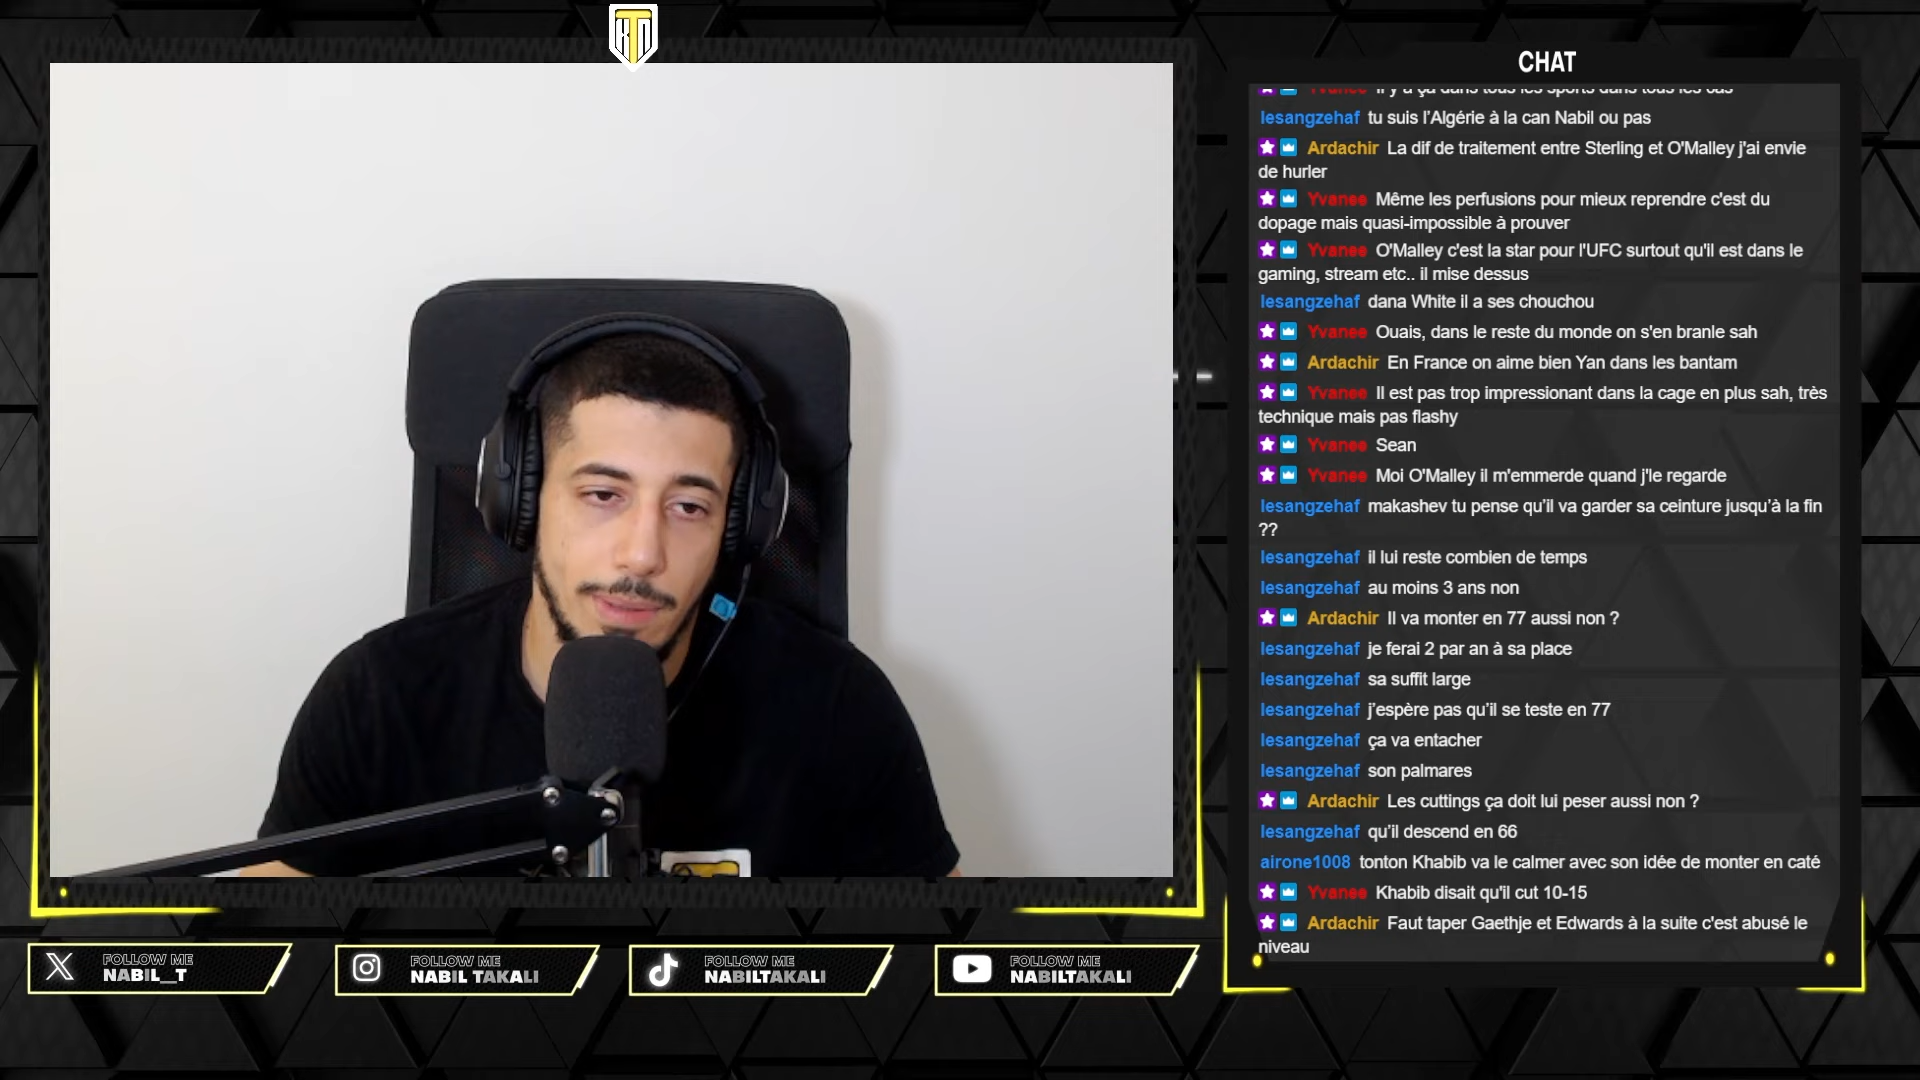 CHAT
Yvanee Il y a ça dans tous les sports dans tous les cas
lesangzehaf tu suis l’Algérie à la can Nabil ou pas
Ardachir La dif de traitement entre Sterling et O'Malley j'ai envie
de hurler
Yvanee Même les perfusions pour mieux reprendre c'est du
dopage mais quasi-impossible à prouver
Yvanee O'Malley c'est la star pour l'UFC surtout qu'il est dans le
gaming, stream etc.. il mise dessus
lesangzehaf dana White il a ses chouchou
Yvanee Ouais, dans le reste du monde on s'en branle sah
Ardachir En France on aime bien Yan dans les bantam
Yvanee Il est pas trop impressionant dans la cage en plus sah, très
technique mais pas flashy
Yvanee Sean
Yvanee Moi O'Malley il m'emmerde quand j'le regarde
lesangzehaf makashev tu pense qu’il va garder sa ceinture jusqu’à la fin
??
lesangzehaf il lui reste combien de temps
lesangzehaf au moins 3 ans non
Ardachir Il va monter en 77 aussi non ?
lesangzehaf je ferai 2 par an à sa place
lesangzehaf sa suffit large
lesangzehaf j’espère pas qu’il se teste en 77
lesangzehaf ça va entacher
lesangzehaf son palmares
Ardachir Les cuttings ça doit lui peser aussi non ?
lesangzehaf qu’il descend en 66
airone1008 tonton Khabib va le calmer avec son idée de monter en caté
Yvanee Khabib disait qu'il cut 10-15
Ardachir Faut taper Gaethje et Edwards à la suite c'est abusé le
niveau
FOLLOW ME
NABIL__T
FOLLOW ME
NABIL TAKALI
FOLLOW ME
NABILTAKALI
FOLLOW ME
NABILTAKALI